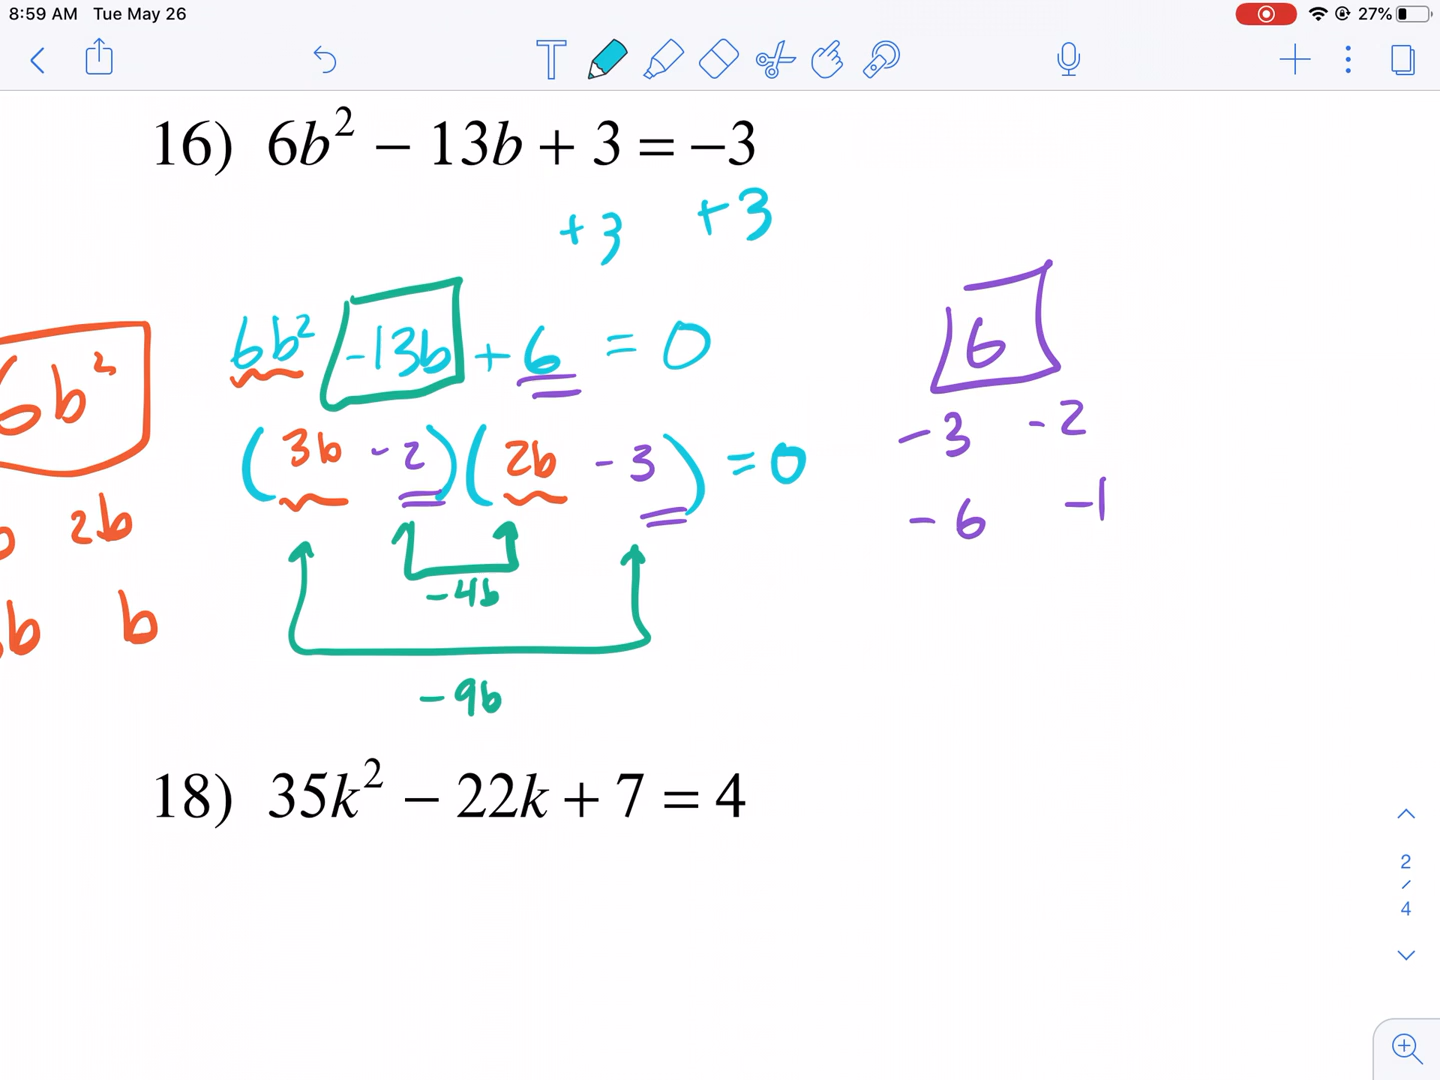 8:59 AM Tue May 26 27%
T
16) 6b² − 13b + 3 = −3
+3 +3
6b² -13b + 6 = 0
6
6b²
-3 -2
(3b -2)(2b -3) = 0
2b
-6 -1
-4b
b b
-9b
18) 35k² − 22k + 7 = 4
2
/
4